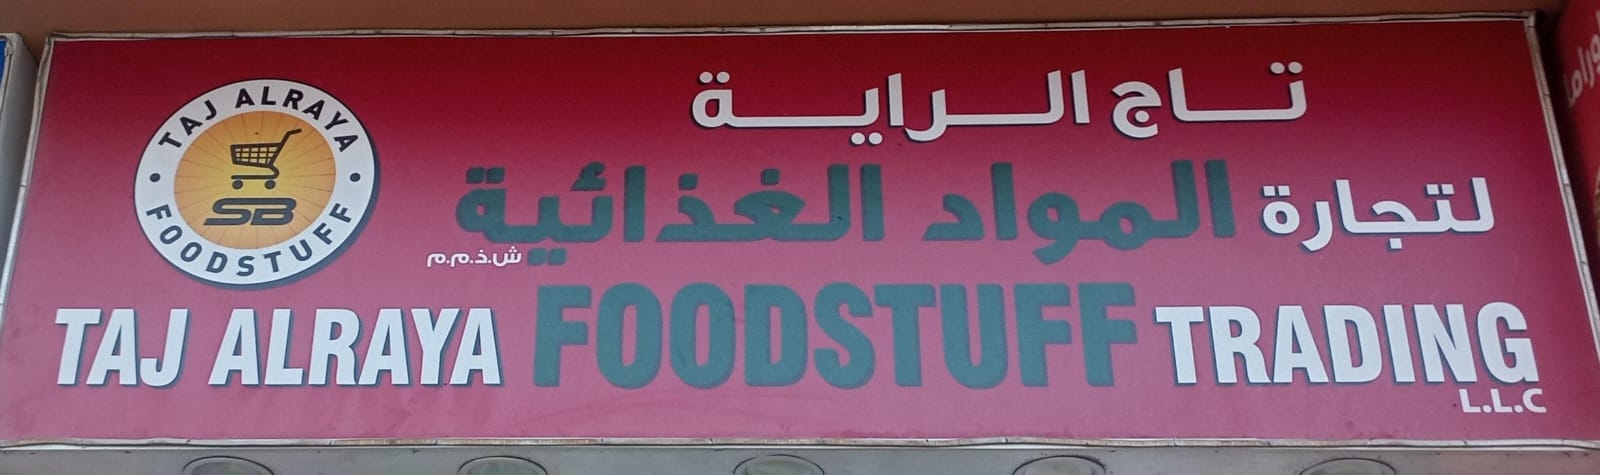 تاج الراية
لتجارة المواد الغذائية
ش.ذ.م.م
TAJ ALRAYA FOODSTUFF TRADING
L.L.C
TAJ ALRAYA
SB
FOODSTUFF